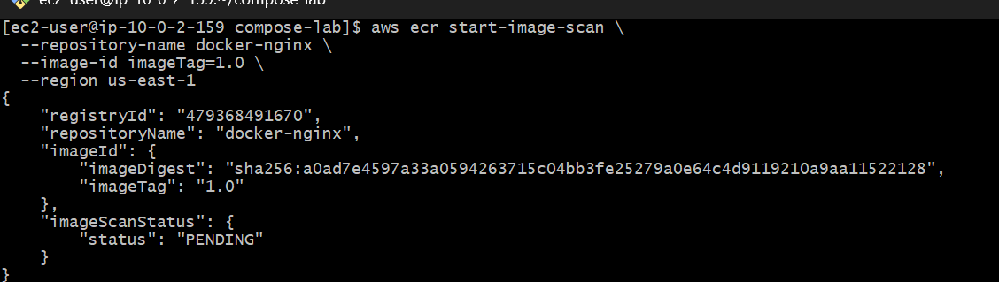 ec2-user@ip-10-0-2-159:~/compose-lab
[ec2-user@ip-10-0-2-159 compose-lab]$ aws ecr start-image-scan \
  --repository-name docker-nginx \
  --image-id imageTag=1.0 \
  --region us-east-1
{
    "registryId": "479368491670",
    "repositoryName": "docker-nginx",
    "imageId": {
        "imageDigest": "sha256:a0ad7e4597a33a0594263715c04bb3fe25279a0e64c4d9119210a9aa11522128",
        "imageTag": "1.0"
    },
    "imageScanStatus": {
        "status": "PENDING"
    }
}